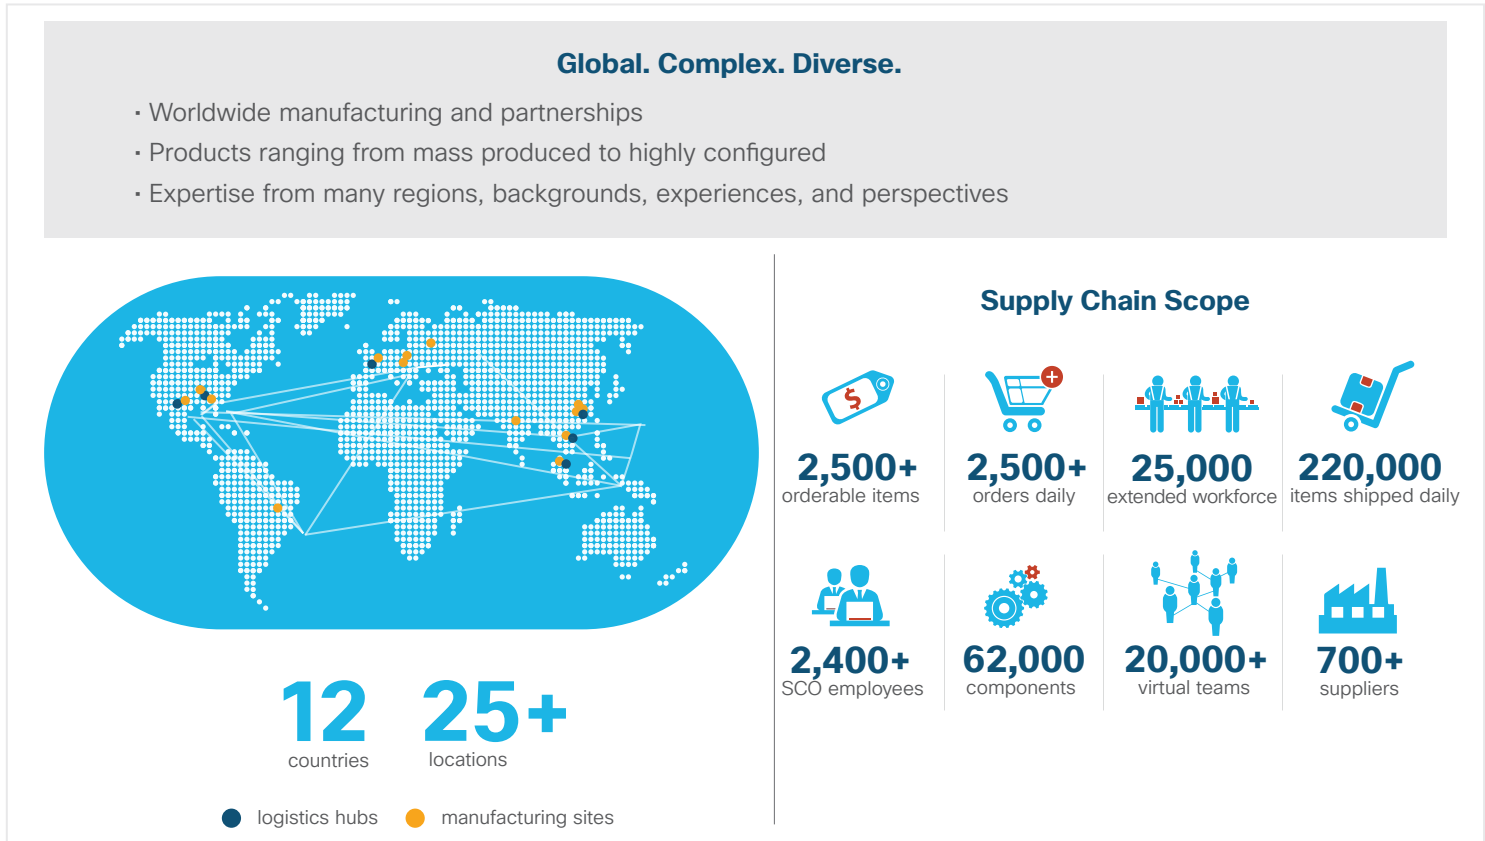 Global. Complex. Diverse.
· Worldwide manufacturing and partnerships
· Products ranging from mass produced to highly configured
· Expertise from many regions, backgrounds, experiences, and perspectives
12
countries
25+
locations
logistics hubs
manufacturing sites
Supply Chain Scope
$
2,500+
orderable items
+
2,500+
orders daily
25,000
extended workforce
220,000
items shipped daily
2,400+
SCO employees
62,000
components
20,000+
virtual teams
700+
suppliers